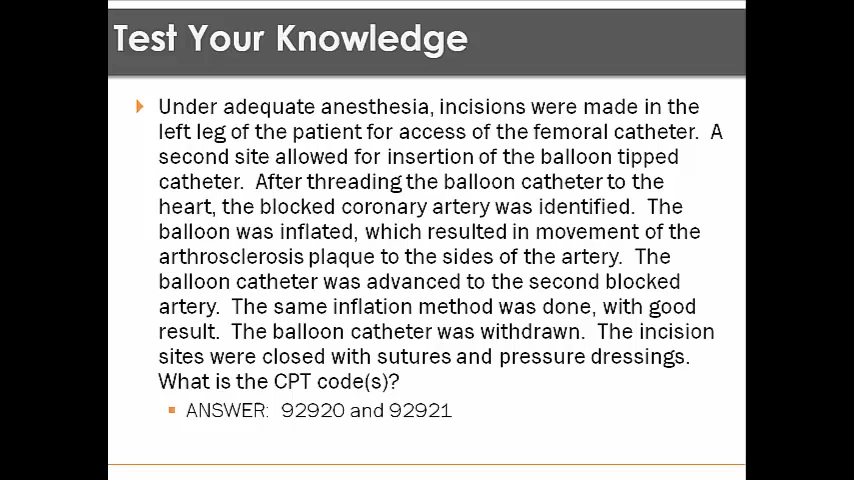 Test Your Knowledge
Under adequate anesthesia, incisions were made in the
left leg of the patient for access of the femoral catheter. A
second site allowed for insertion of the balloon tipped
catheter. After threading the balloon catheter to the
heart, the blocked coronary artery was identified. The
balloon was inflated, which resulted in movement of the
arthrosclerosis plaque to the sides of the artery. The
balloon catheter was advanced to the second blocked
artery. The same inflation method was done, with good
result. The balloon catheter was withdrawn. The incision
sites were closed with sutures and pressure dressings.
What is the CPT code(s)?
ANSWER: 92920 and 92921